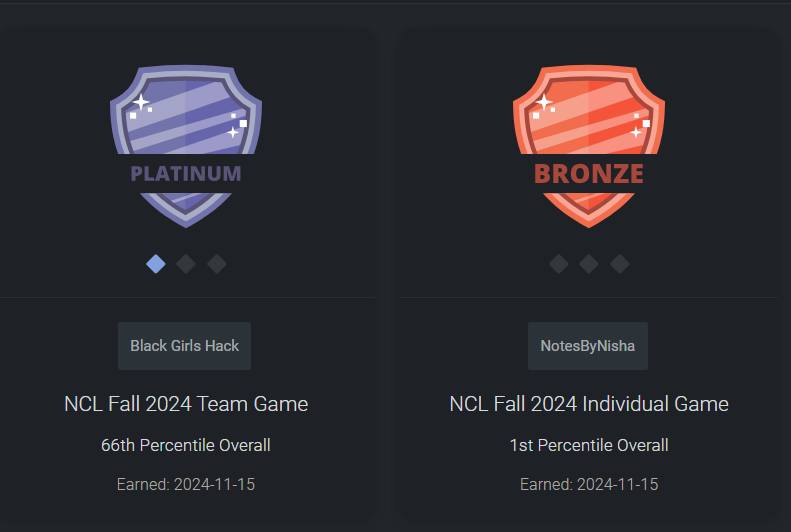 PLATINUM
Black Girls Hack
NCL Fall 2024 Team Game
66th Percentile Overall
Earned: 2024-11-15
BRONZE
NotesByNisha
NCL Fall 2024 Individual Game
1st Percentile Overall
Earned: 2024-11-15